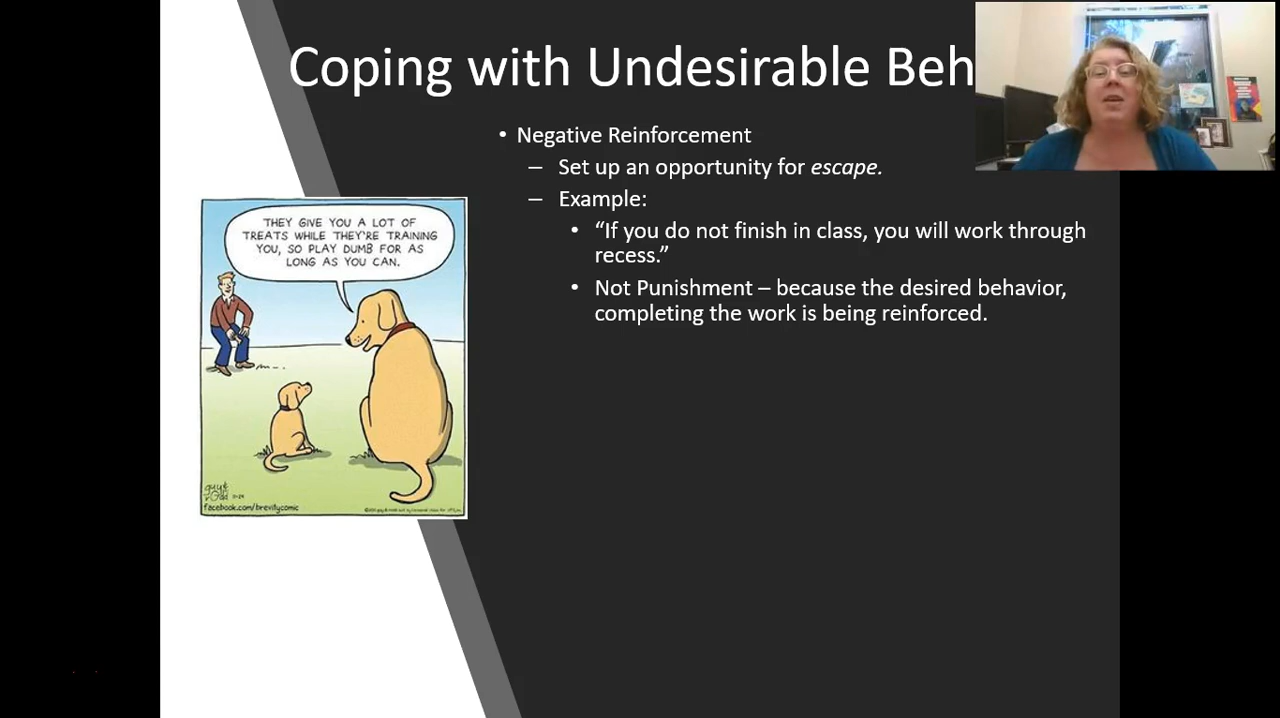 Coping with Undesirable Beh
• Negative Reinforcement
– Set up an opportunity for escape.
– Example:
• “If you do not finish in class, you will work through
recess.”
• Not Punishment – because the desired behavior,
completing the work is being reinforced.
THEY GIVE YOU A LOT OF
TREATS WHILE THEY'RE TRAINING
YOU, SO PLAY DUMB FOR AS
LONG AS YOU CAN.
facebook.com/brevitycomic